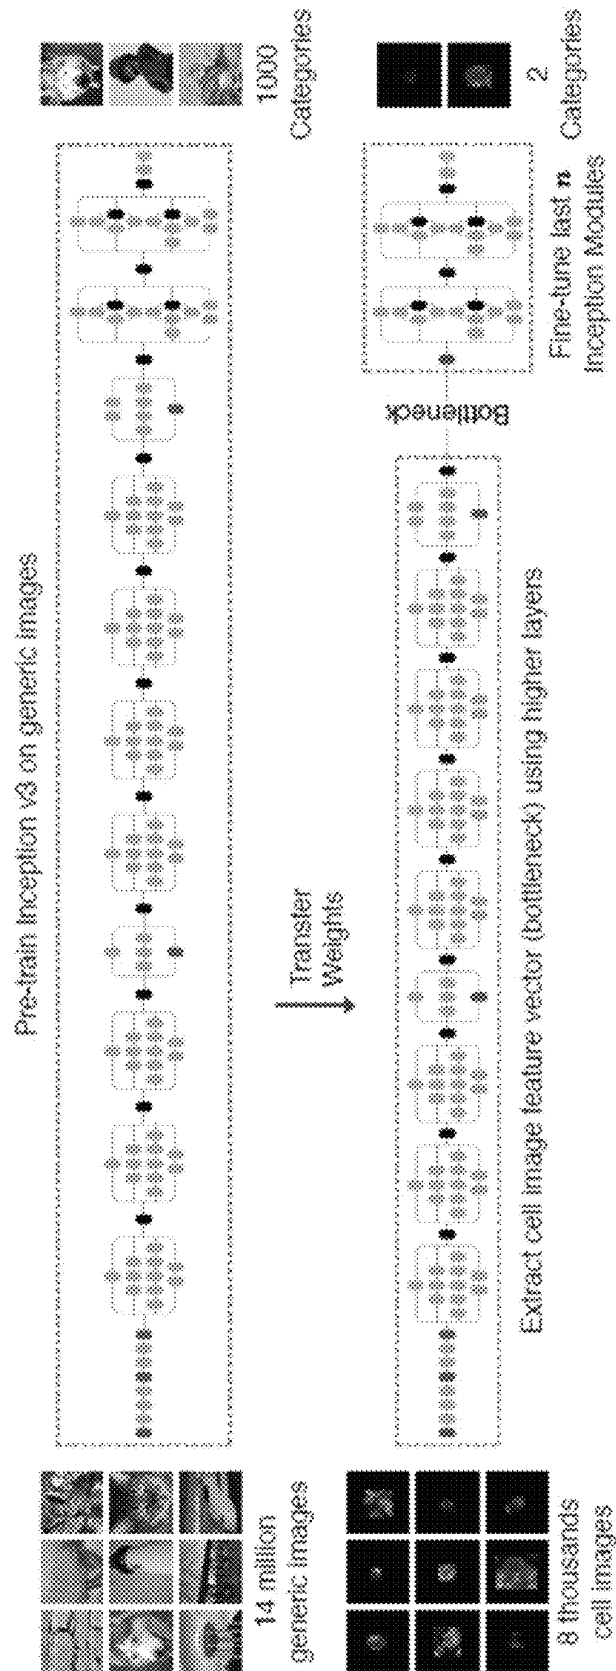 Pre-train Inception v3 on generic images
14 million
generic images
1000
Categories
Transfer
Weights
Bottleneck
8 thousands
cell images
Extract cell image feature vector (bottleneck) using higher layers
Fine-tune last n
Inception Modules
2
Categories